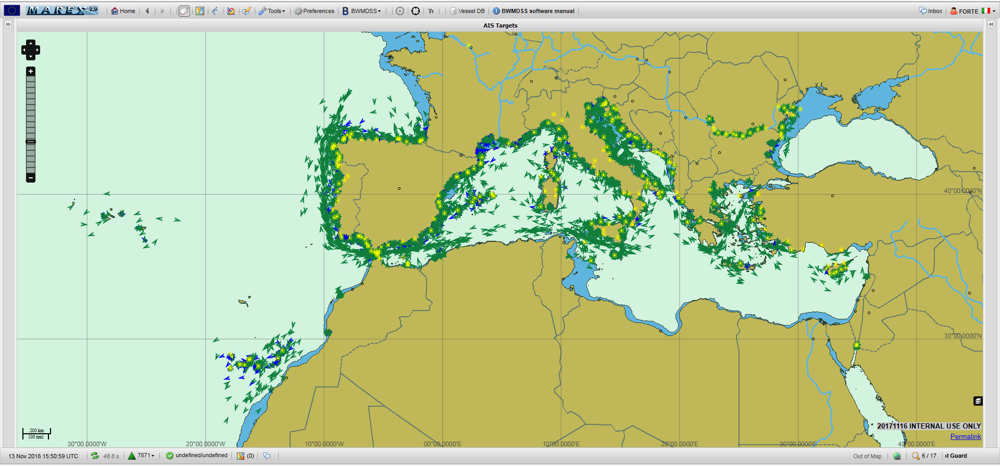 MAREΣ 2.0 Home Tools Preferences B BWMDSS Tr Vessel DB BWMDSS software manual Inbox FORTE
AIS Targets
40°00.0000'N
30°00.0000'N
200 km
100 nmi
20171116 INTERNAL USE ONLY
Permalink
30°00.0000'W 20°00.0000'W 10°00.0000'W 00°00.0000'E 10°00.0000'E 20°00.0000'E 30°00.0000'E 40°00.0000'E
13 Nov 2018 15:50:59 UTC 48.8 s. 7871 undefined/undefined (0) Out of Map 6 / 17 st Guard